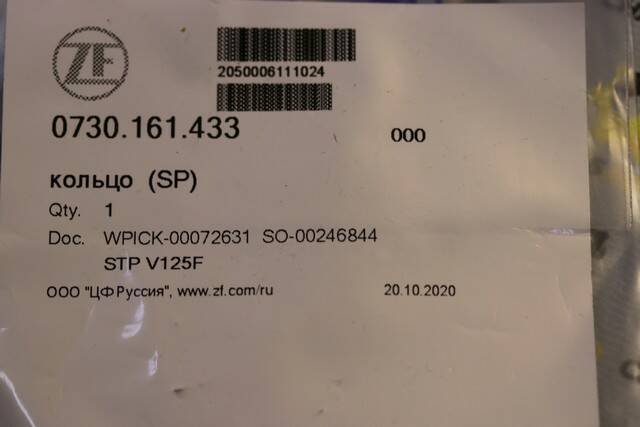 ZF
2050006111024
0730.161.433 000
кольцо (SP)
Qty. 1
Doc. WPICK-00072631 SO-00246844
STP V125F
ООО "ЦФ Руссия", www.zf.com/ru 20.10.2020